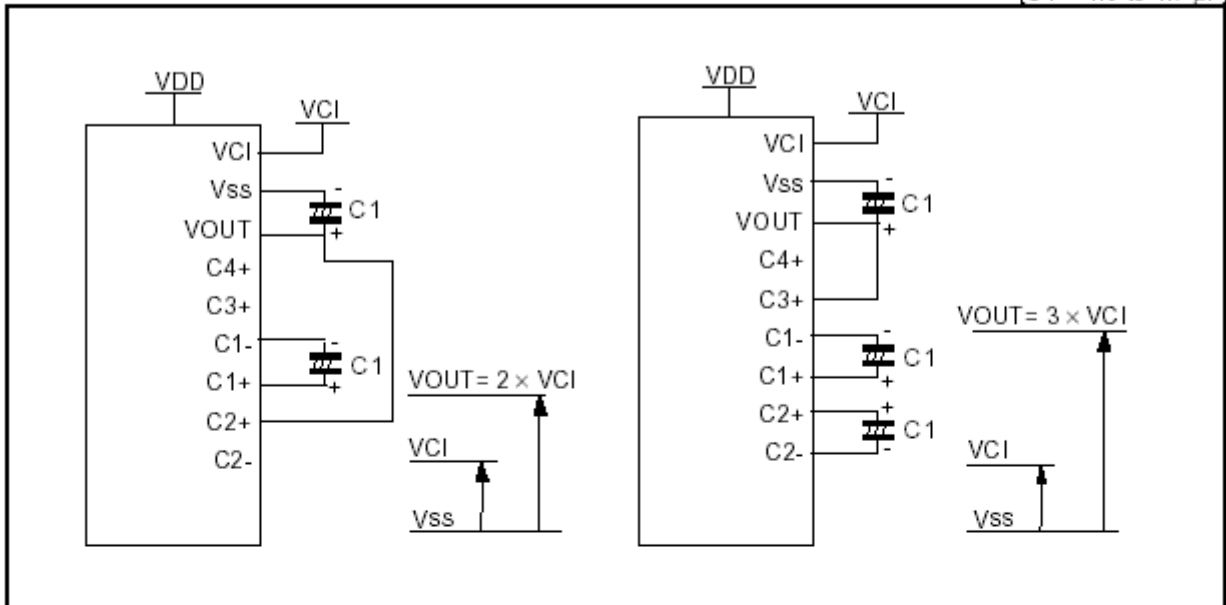 VDD
VCI
VCI
Vss
-
C1
VOUT
+
C4+
C3+
C1-
-
C1
C1+
+
C2+
C2-
VOUT = 2 × VCI
VCI
Vss
VDD
VCI
VCI
Vss
-
C1
VOUT
+
C4+
C3+
C1-
-
C1
C1+
+
C2+
+
C1
C2-
-
VOUT = 3 × VCI
VCI
Vss